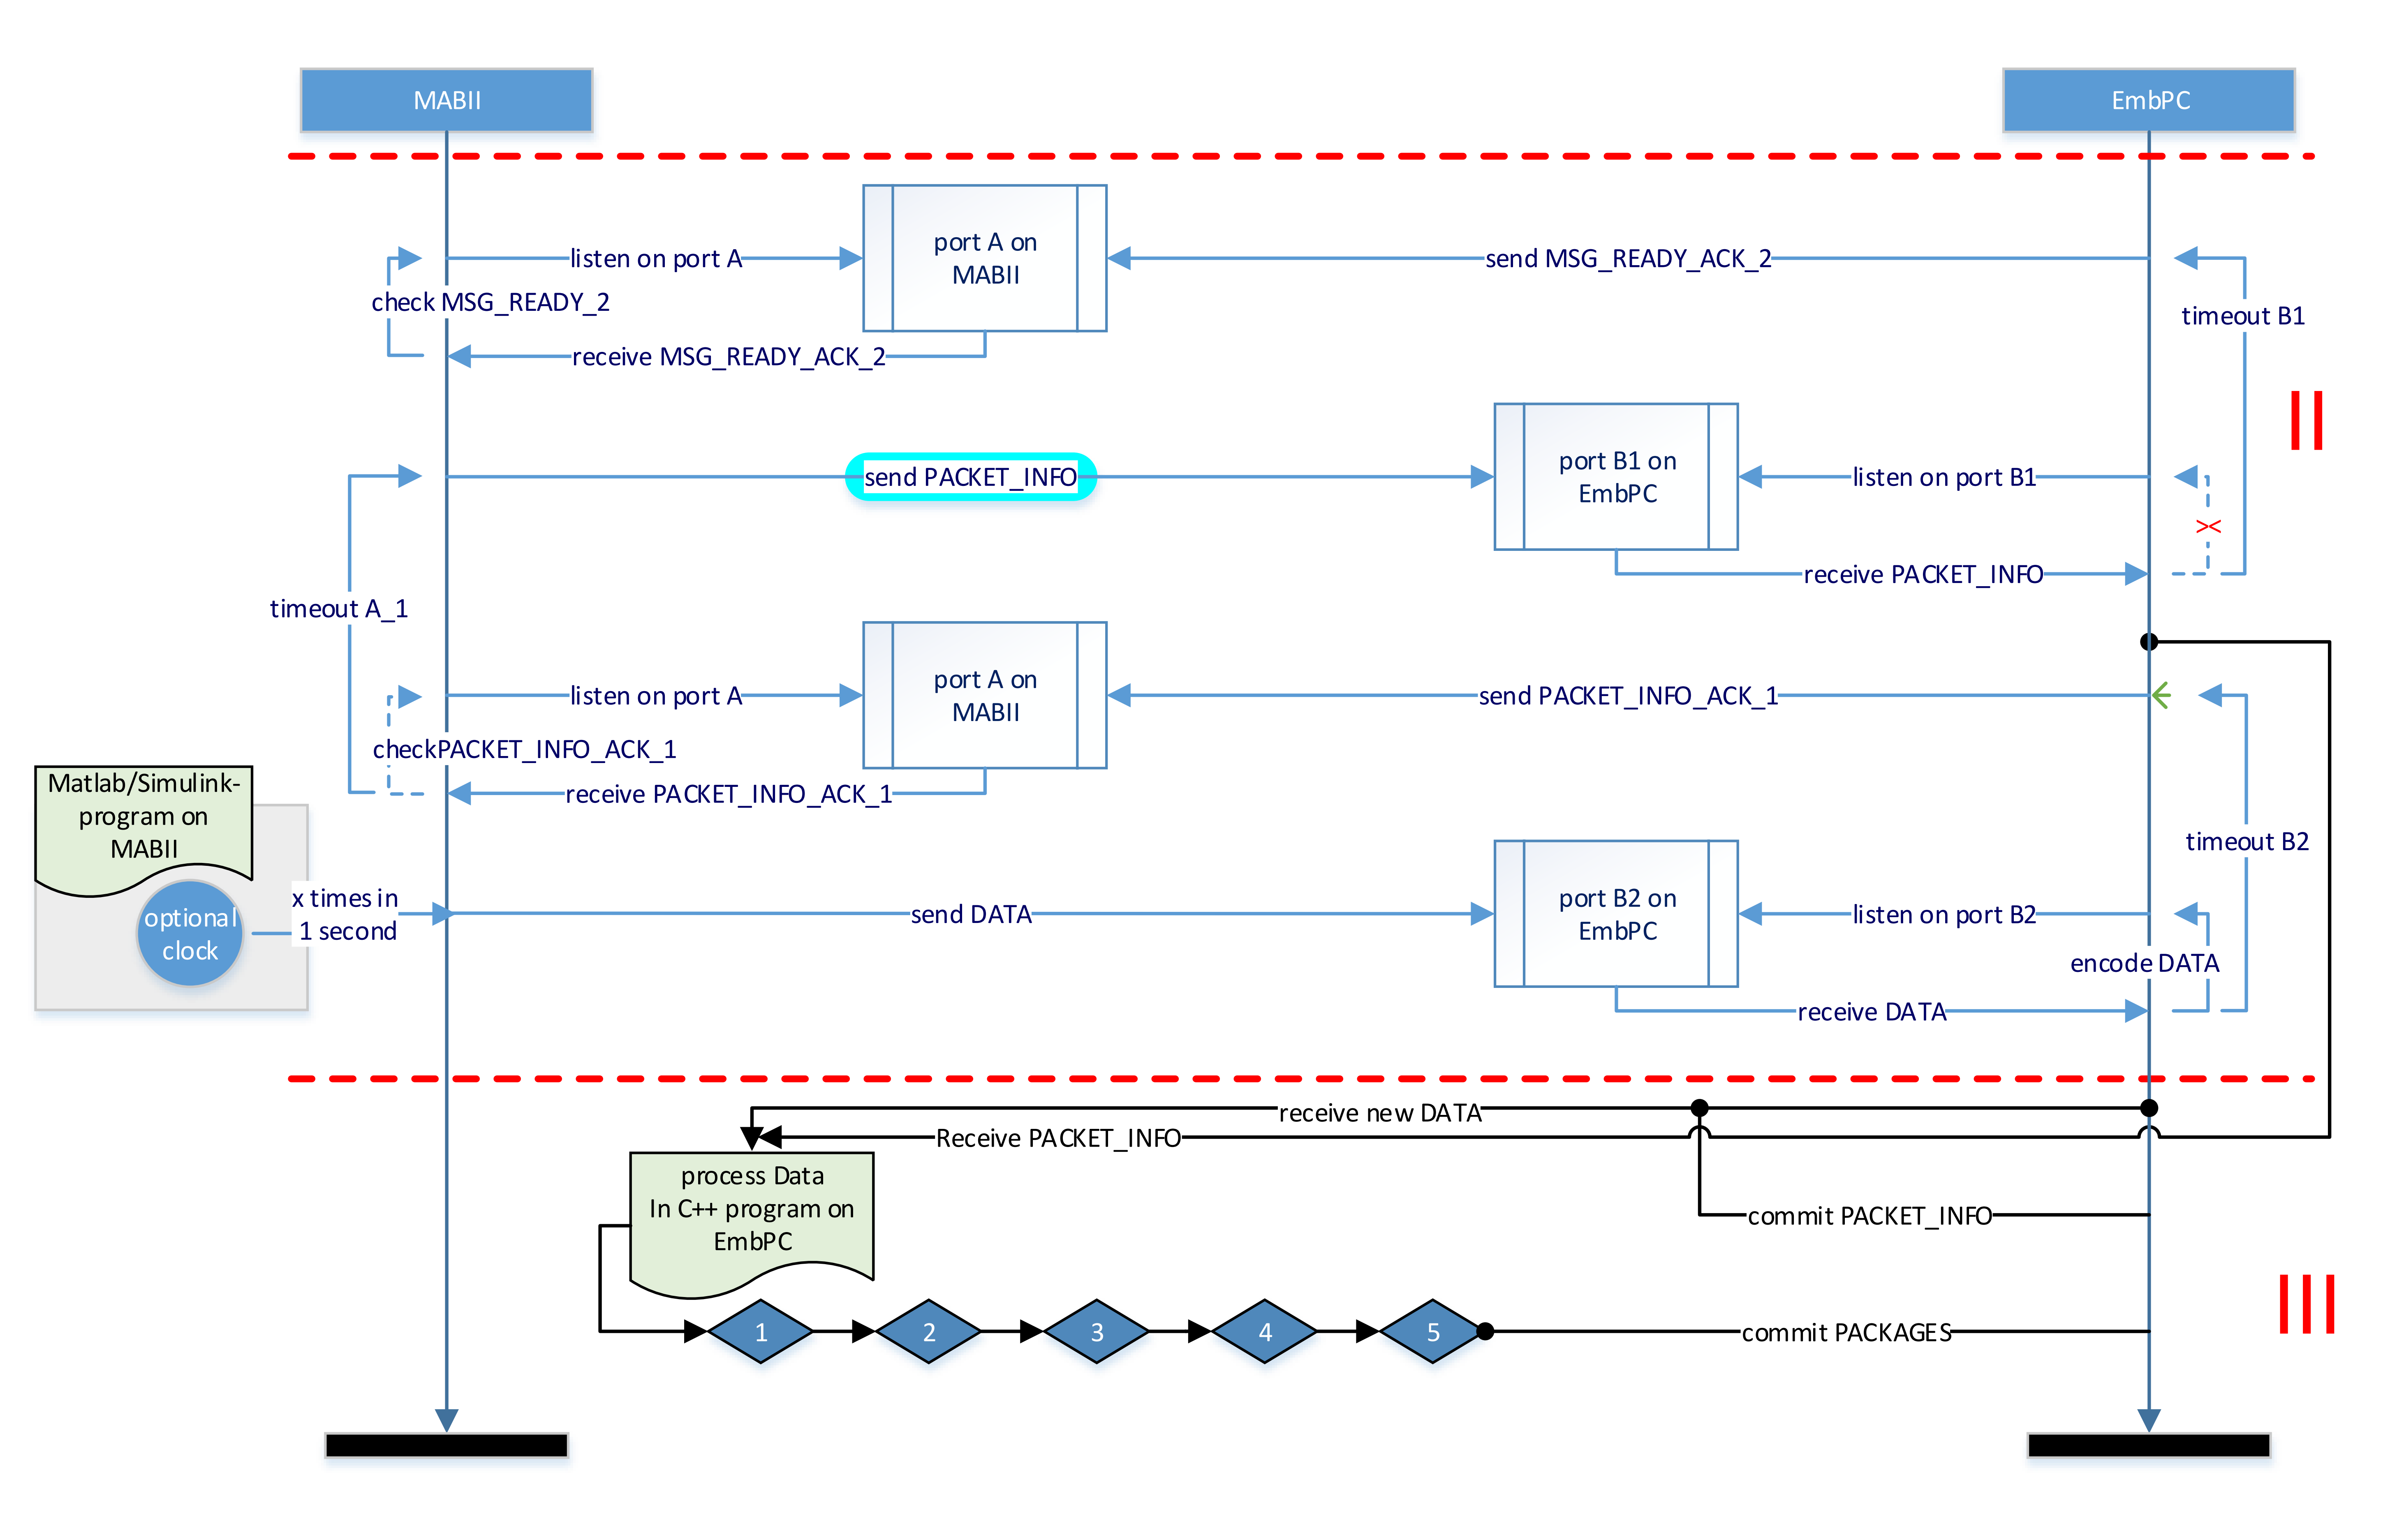 MABII
EmbPC
port A on
MABII
listen on port A
send MSG_READY_ACK_2
check MSG_READY_2
timeout B1
receive MSG_READY_ACK_2
II
port B1 on
EmbPC
send PACKET_INFO
listen on port B1
><
receive PACKET_INFO
timeout A_1
port A on
MABII
listen on port A
send PACKET_INFO_ACK_1
checkPACKET_INFO_ACK_1
receive PACKET_INFO_ACK_1
Matlab/Simulink-
program on
MABII
timeout B2
optional
clock
x times in
1 second
send DATA
port B2 on
EmbPC
listen on port B2
encode DATA
receive DATA
receive new DATA
Receive PACKET_INFO
process Data
In C++ program on
EmbPC
commit PACKET_INFO
III
1
2
3
4
5
commit PACKAGES